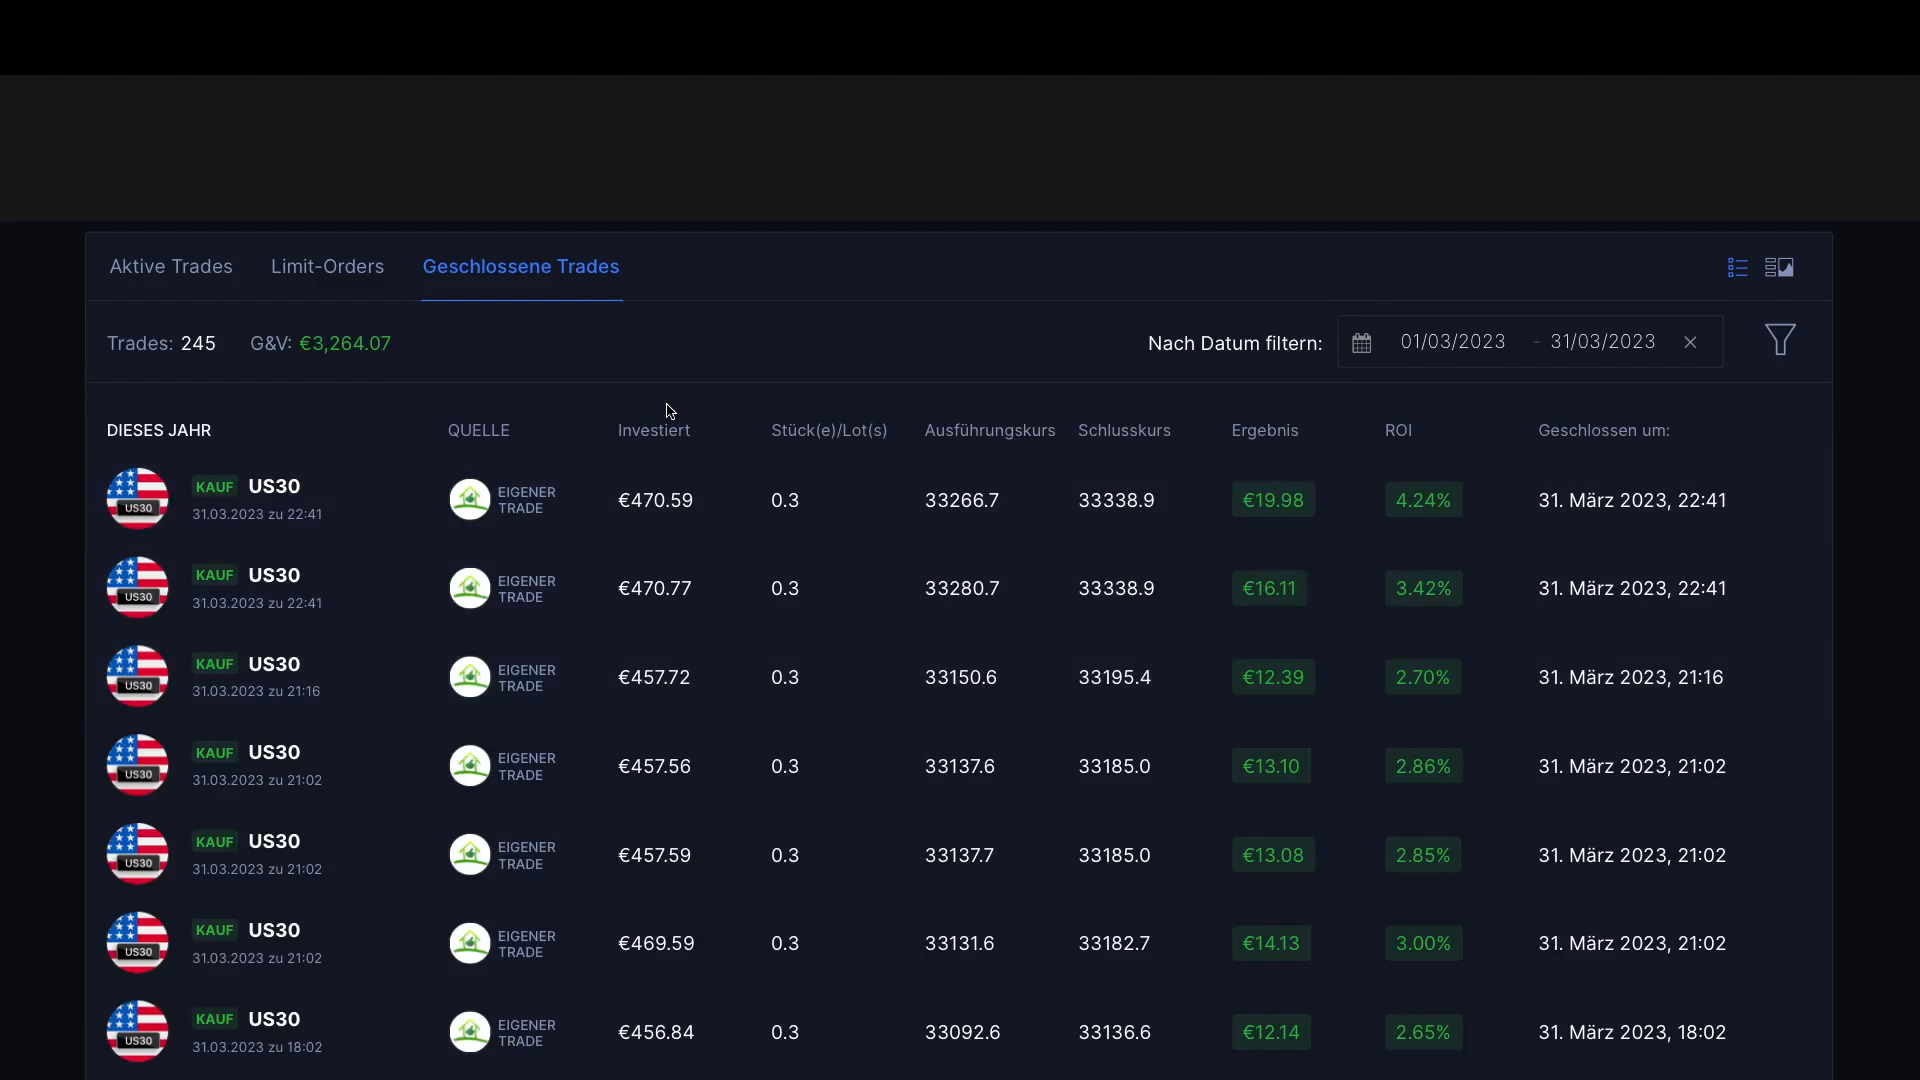 Aktive Trades Limit-Orders Geschlossene Trades
Trades: 245 G&V: €3,264.07 Nach Datum filtern: 01/03/2023 - 31/03/2023
DIESES JAHR QUELLE Investiert Stück(e)/Lot(s) Ausführungskurs Schlusskurs Ergebnis ROI Geschlossen um:
US30 KAUF US30 EIGENER TRADE €470.59 0.3 33266.7 33338.9 €19.98 4.24% 31. März 2023, 22:41
31.03.2023 zu 22:41
US30 KAUF US30 EIGENER TRADE €470.77 0.3 33280.7 33338.9 €16.11 3.42% 31. März 2023, 22:41
31.03.2023 zu 22:41
US30 KAUF US30 EIGENER TRADE €457.72 0.3 33150.6 33195.4 €12.39 2.70% 31. März 2023, 21:16
31.03.2023 zu 21:16
US30 KAUF US30 EIGENER TRADE €457.56 0.3 33137.6 33185.0 €13.10 2.86% 31. März 2023, 21:02
31.03.2023 zu 21:02
US30 KAUF US30 EIGENER TRADE €457.59 0.3 33137.7 33185.0 €13.08 2.85% 31. März 2023, 21:02
31.03.2023 zu 21:02
US30 KAUF US30 EIGENER TRADE €469.59 0.3 33131.6 33182.7 €14.13 3.00% 31. März 2023, 21:02
31.03.2023 zu 21:02
US30 KAUF US30 EIGENER TRADE €456.84 0.3 33092.6 33136.6 €12.14 2.65% 31. März 2023, 18:02
31.03.2023 zu 18:02